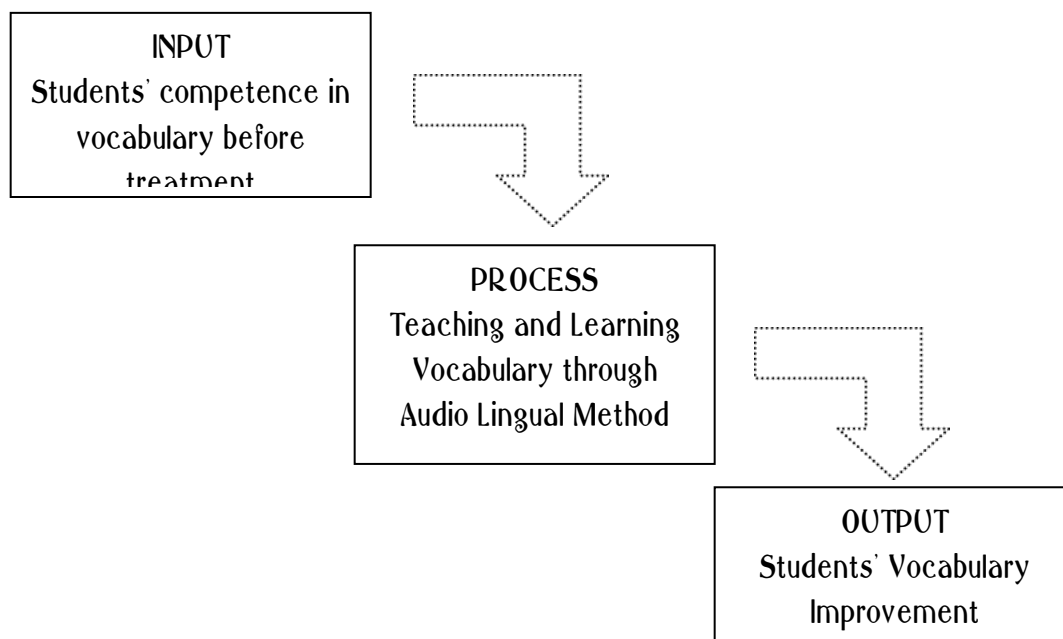 INPUT
Students' competence in
vocabulary before
treatment
PROCESS
Teaching and Learning
Vocabulary through
Audio Lingual Method
OUTPUT
Students' Vocabulary
Improvement